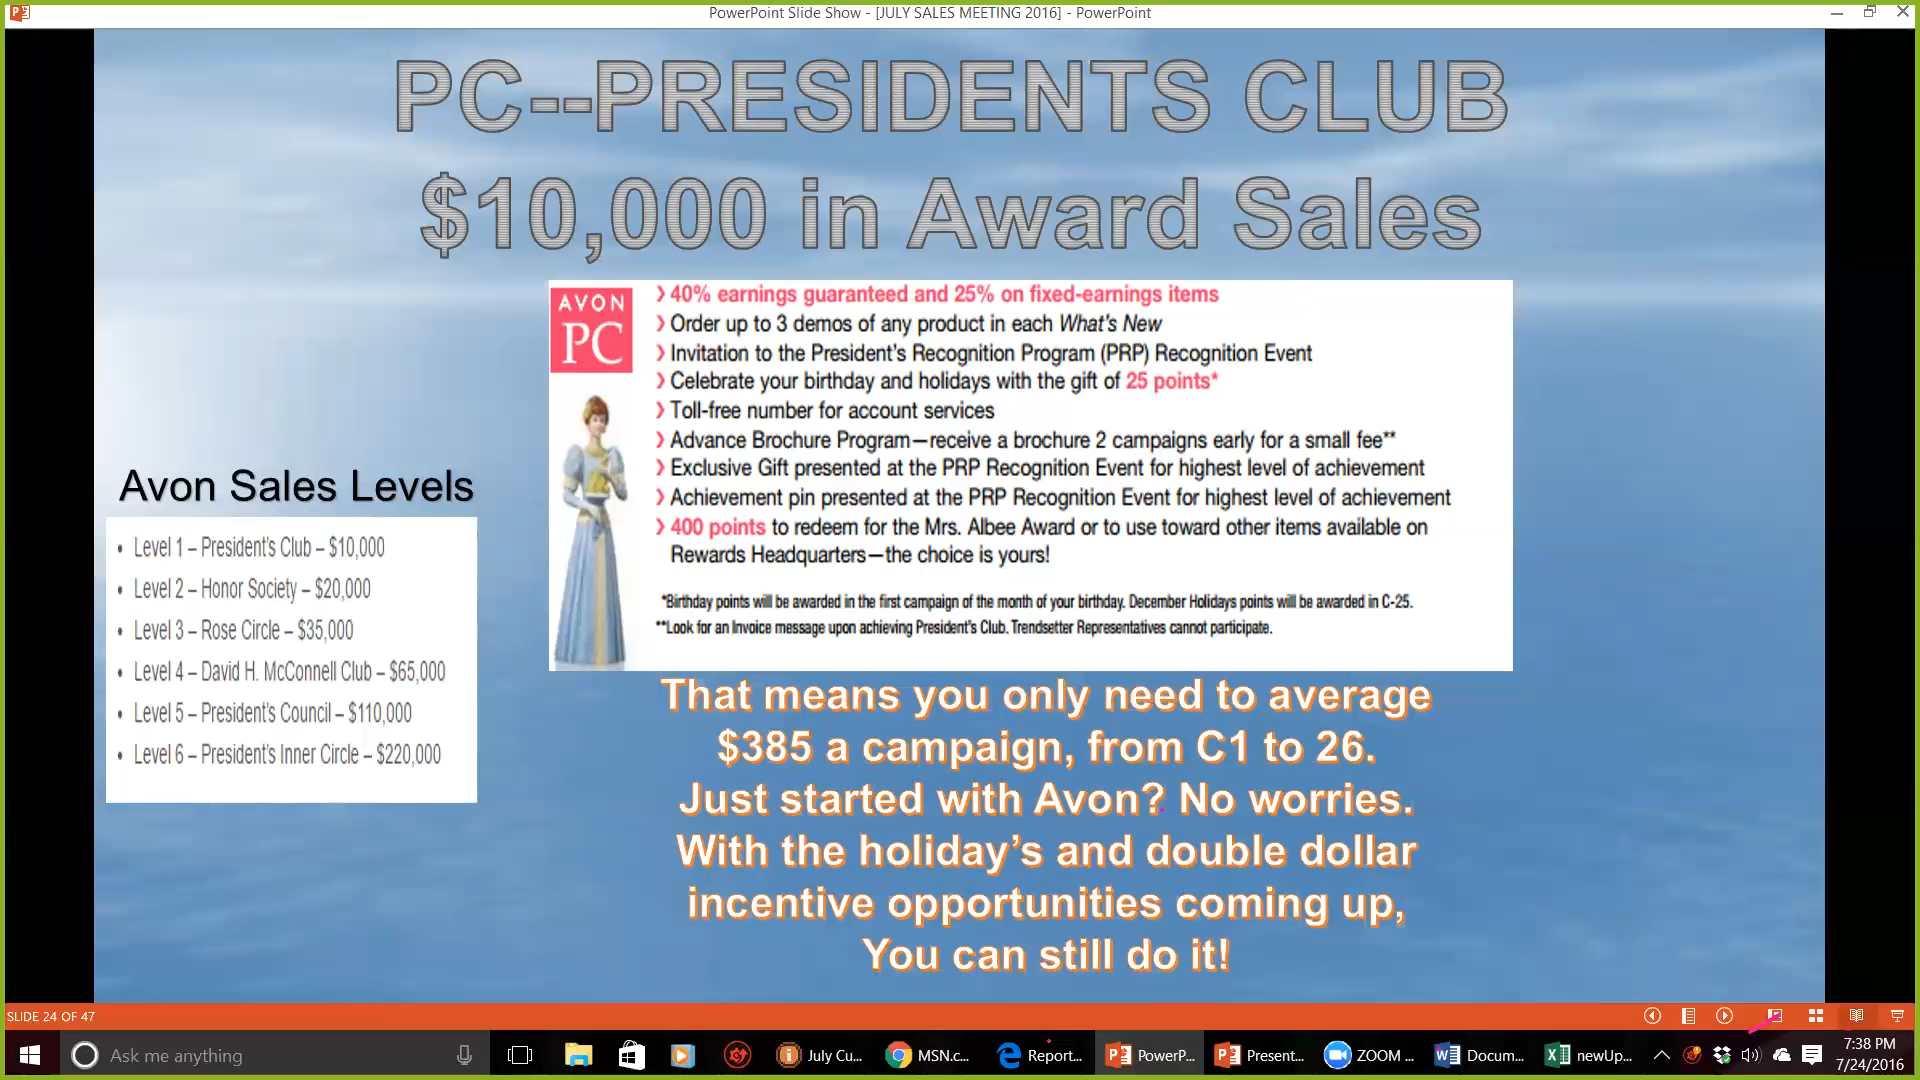 PowerPoint Slide Show - [JULY SALES MEETING 2016] - PowerPoint
PC--PRESIDENTS CLUB
$10,000 in Award Sales
AVON
PC
❯ 40% earnings guaranteed and 25% on fixed-earnings items
❯ Order up to 3 demos of any product in each What's New
❯ Invitation to the President's Recognition Program (PRP) Recognition Event
❯ Celebrate your birthday and holidays with the gift of 25 points*
❯ Toll-free number for account services
❯ Advance Brochure Program—receive a brochure 2 campaigns early for a small fee**
❯ Exclusive Gift presented at the PRP Recognition Event for highest level of achievement
❯ Achievement pin presented at the PRP Recognition Event for highest level of achievement
❯ 400 points to redeem for the Mrs. Albee Award or to use toward other items available on
Rewards Headquarters—the choice is yours!
*Birthday points will be awarded in the first campaign of the month of your birthday. December Holidays points will be awarded in C-25.
**Look for an Invoice message upon achieving President's Club. Trendsetter Representatives cannot participate.
Avon Sales Levels
• Level 1 – President's Club – $10,000
• Level 2 – Honor Society – $20,000
• Level 3 – Rose Circle – $35,000
• Level 4 – David H. McConnell Club – $65,000
• Level 5 – President's Council – $110,000
• Level 6 – President's Inner Circle – $220,000
That means you only need to average
$385 a campaign, from C1 to 26.
Just started with Avon? No worries.
With the holiday's and double dollar
incentive opportunities coming up,
You can still do it!
SLIDE 24 OF 47
Ask me anything
July Cu...
MSN.c...
Report...
PowerP...
Present...
ZOOM ...
Docum...
newUp...
7:38 PM
7/24/2016